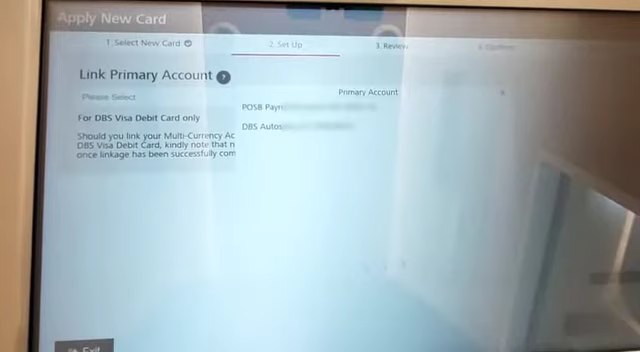 Apply New Card
1. Select New Card
2. Set Up
3. Review
Link Primary Account ?
Please Select
Primary Account
x
POSB
DBS
For DBS Visa Debit Card only
Should you link your Multi-Currency Ac
DBS Visa Debit Card, kindly note that n
once linkage has been successfully com
Exit